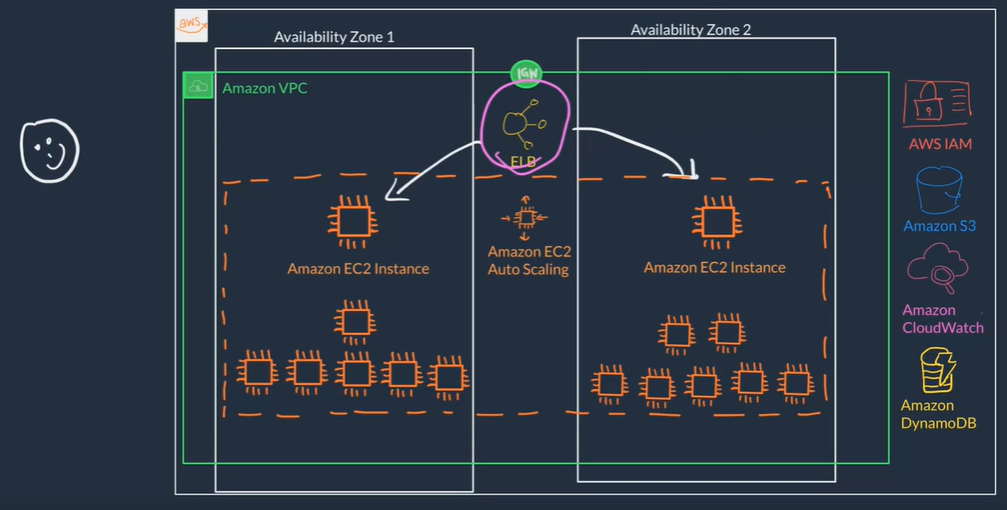 aws
Availability Zone 1
Availability Zone 2
IGW
Amazon VPC
ELB
AWS IAM
Amazon S3
Amazon EC2
Auto Scaling
Amazon EC2 Instance
Amazon EC2 Instance
Amazon
CloudWatch
Amazon
DynamoDB